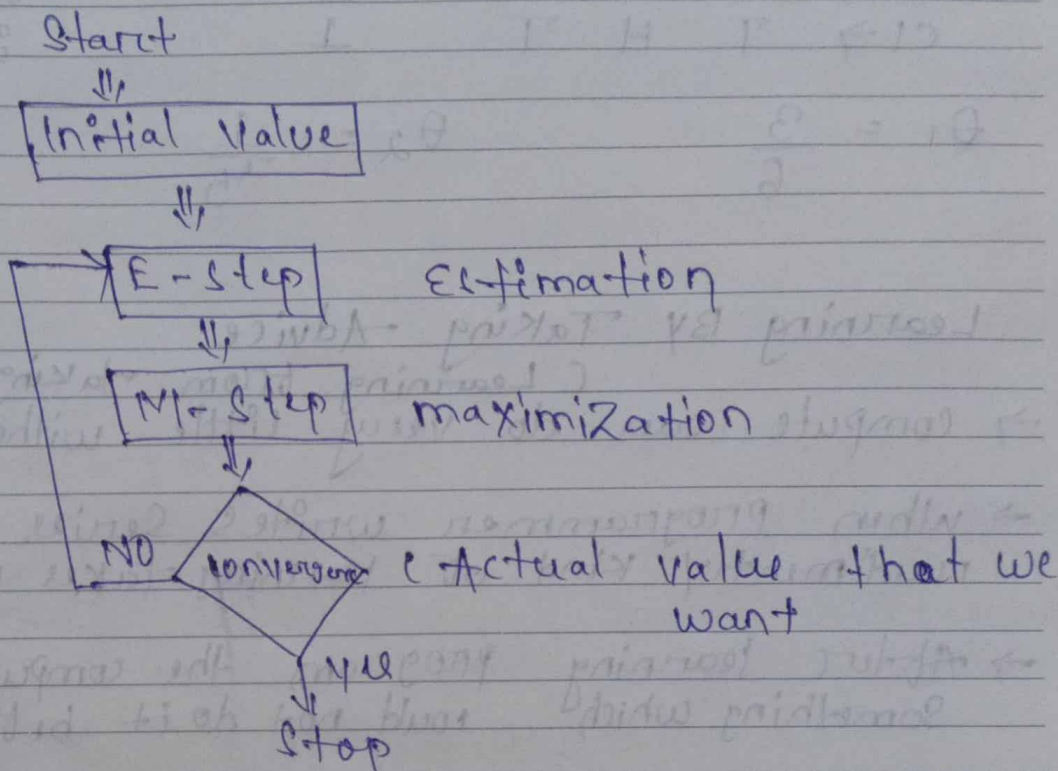 Start
Initial Value
E-Step Estimation
M-Step maximization
NO convergence ( Actual value that we
want
yes
Stop